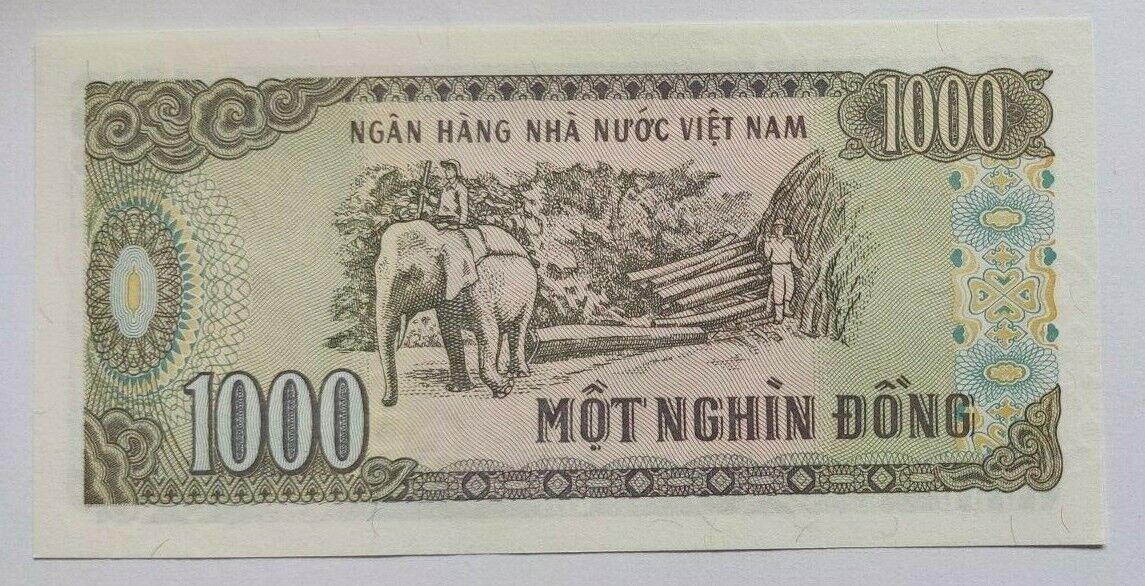 1000
NGÂN HÀNG NHÀ NƯỚC VIỆT NAM
1000
MỘT NGHÌN ĐỒNG